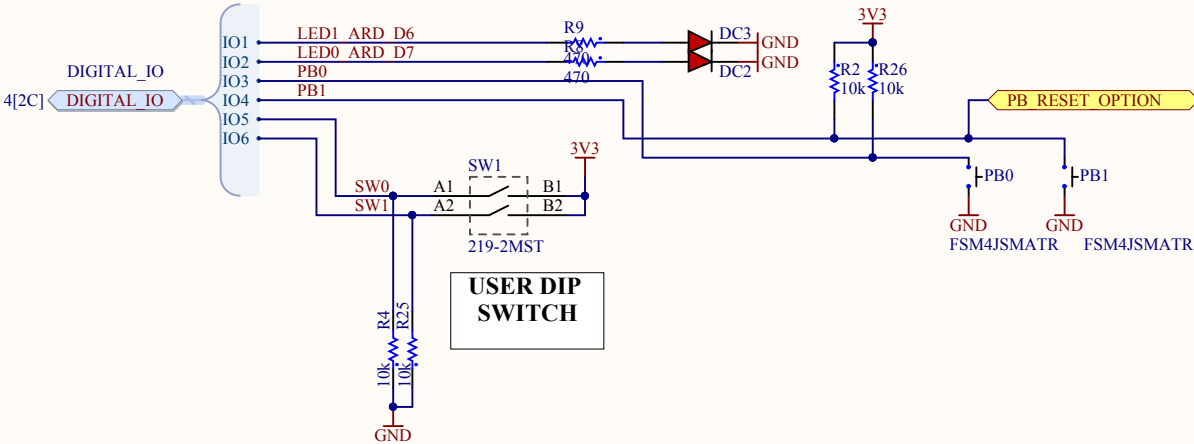 3V3
IO1 LED1_ARD_D6 R9 470 DC3 GND
IO2 LED0_ARD_D7 R8 470 DC2 GND
DIGITAL_IO
IO3 PB0
R2 10k
R26 10k
4[2C] DIGITAL_IO
IO4 PB1
PB_RESET_OPTION
IO5
IO6
SW1
3V3
SW0 A1 B1
SW1 A2 B2
219-2MST
PB0
PB1
GND
GND
FSM4JSMATR
FSM4JSMATR
USER DIP
SWITCH
R4 10k
R25 10k
GND